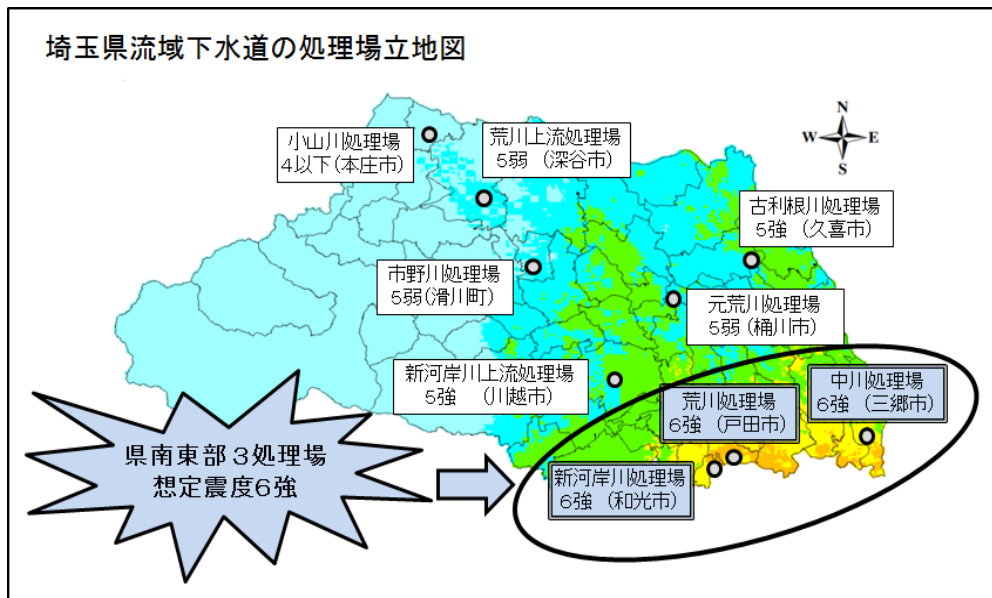 埼玉県流域下水道の処理場立地図
N
W
E
S
小山川処理場
4以下(本庄市)
荒川上流処理場
5弱 (深谷市)
古利根川処理場
5強 (久喜市)
市野川処理場
5弱(滑川町)
元荒川処理場
5弱(桶川市)
新河岸川上流処理場
5強 (川越市)
荒川処理場
6強 (戸田市)
中川処理場
6強 (三郷市)
新河岸川処理場
6強 (和光市)
県南東部3処理場
想定震度6強